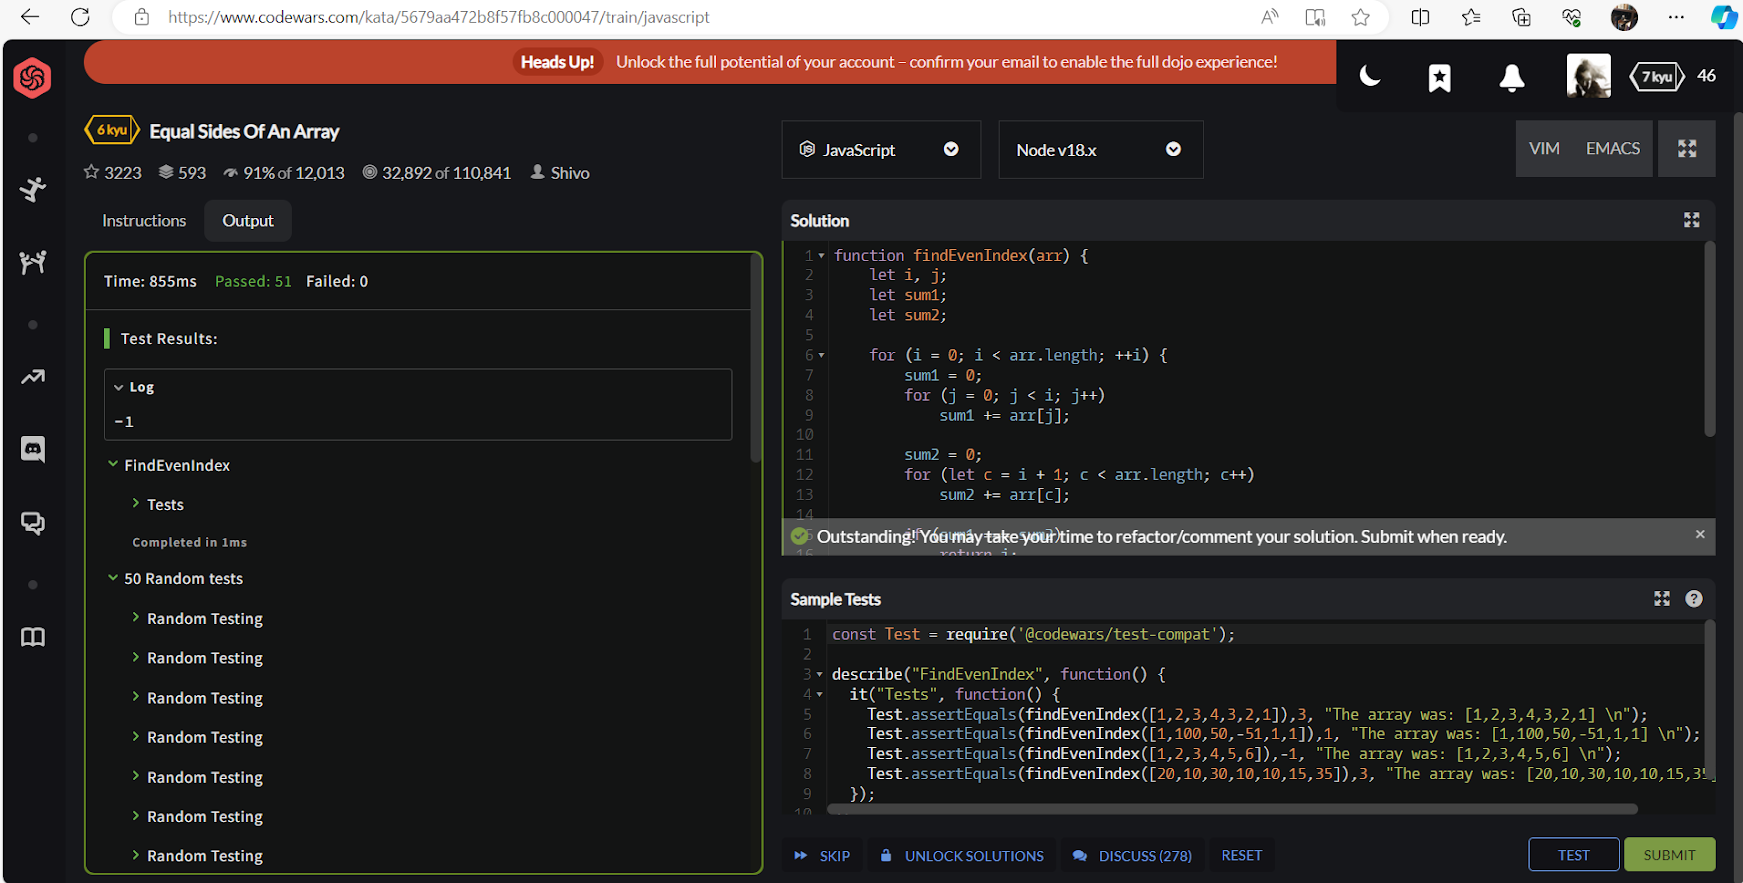 https://www.codewars.com/kata/5679aa472b8f57fb8c000047/train/javascript
Heads Up! Unlock the full potential of your account – confirm your email to enable the full dojo experience!
7 kyu 46
6 kyu Equal Sides Of An Array
3223 593 91% of 12,013 32,892 of 110,841 Shivo
JavaScript
Node v18.x
VIM EMACS
Instructions Output
Time: 855ms Passed: 51 Failed: 0
Test Results:
Log
-1
FindEvenIndex
Tests
Completed in 1ms
50 Random tests
Random Testing
Random Testing
Random Testing
Random Testing
Random Testing
Random Testing
Random Testing
Solution
1 function findEvenIndex(arr) {
2 let i, j;
3 let sum1;
4 let sum2;
5
6 for (i = 0; i < arr.length; ++i) {
7 sum1 = 0;
8 for (j = 0; j < i; j++)
9 sum1 += arr[j];
10
11 sum2 = 0;
12 for (let c = i + 1; c < arr.length; c++)
13 sum2 += arr[c];
14
Outstanding! You may take your time to refactor/comment your solution. Submit when ready.
16 return i;
Sample Tests
1 const Test = require('@codewars/test-compat');
2
3 describe("FindEvenIndex", function() {
4 it("Tests", function() {
5 Test.assertEquals(findEvenIndex([1,2,3,4,3,2,1]),3, "The array was: [1,2,3,4,3,2,1] \n");
6 Test.assertEquals(findEvenIndex([1,100,50,-51,1,1]),1, "The array was: [1,100,50,-51,1,1] \n");
7 Test.assertEquals(findEvenIndex([1,2,3,4,5,6]),-1, "The array was: [1,2,3,4,5,6] \n");
8 Test.assertEquals(findEvenIndex([20,10,30,10,10,15,35]),3, "The array was: [20,10,30,10,10,15,35]
9 });
10
SKIP UNLOCK SOLUTIONS DISCUSS (278) RESET TEST SUBMIT